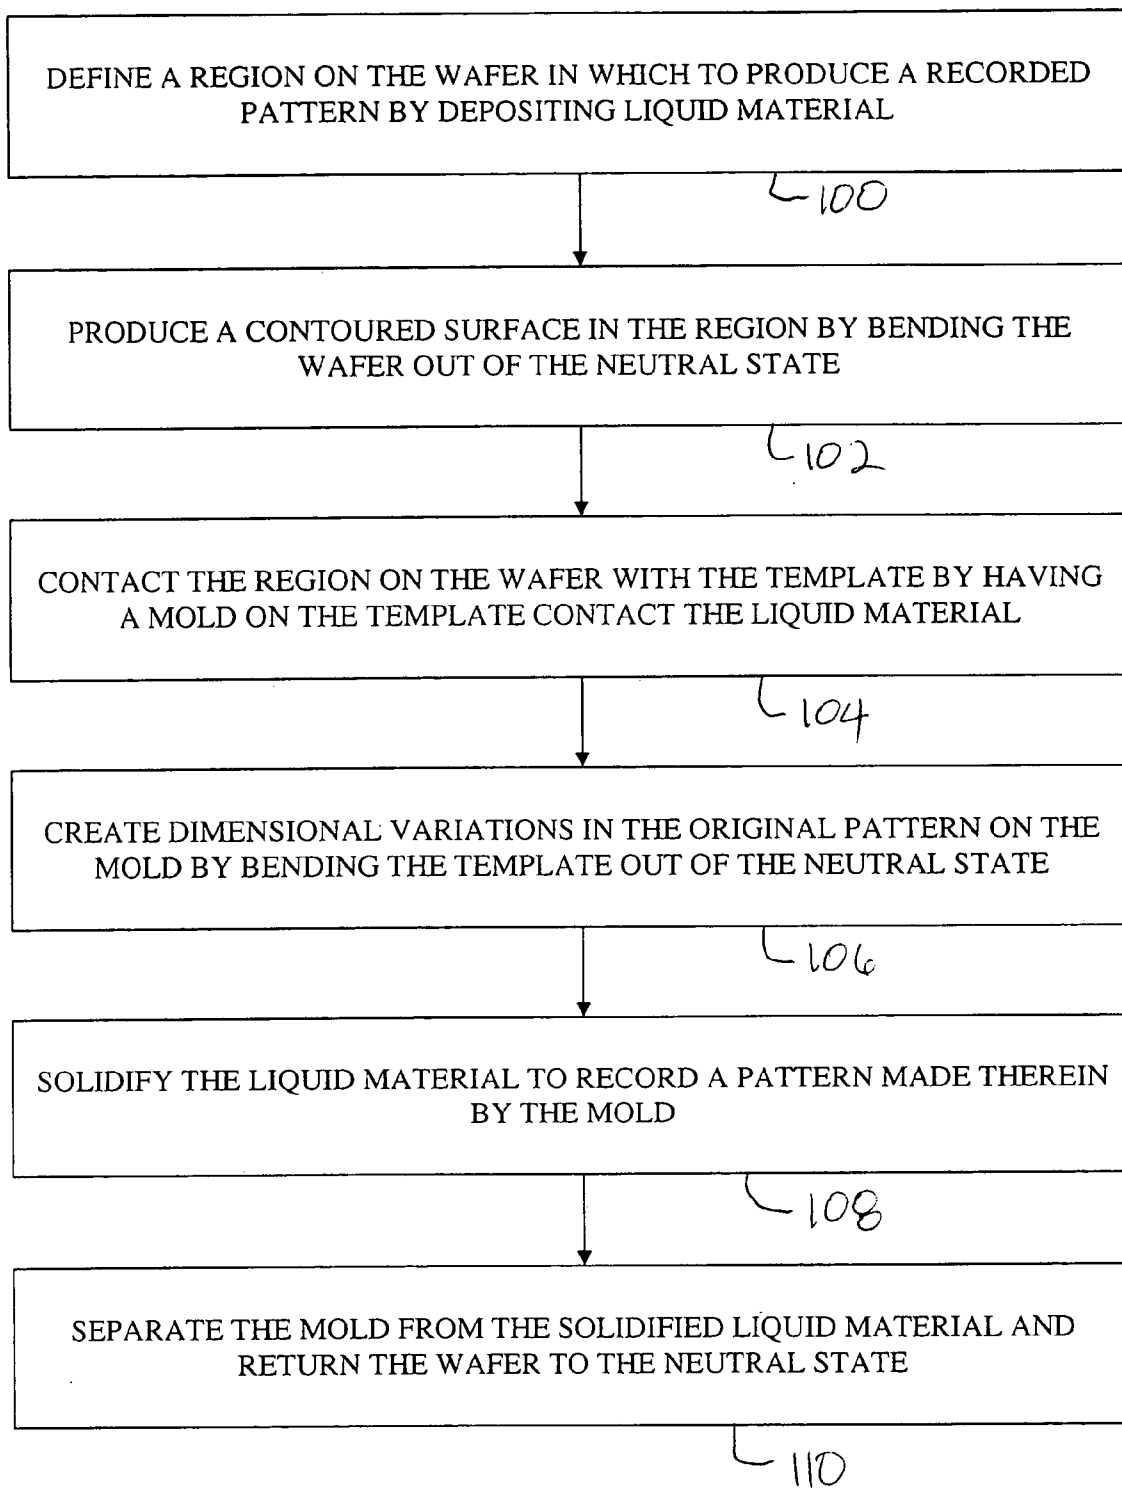 DEFINE A REGION ON THE WAFER IN WHICH TO PRODUCE A RECORDED
PATTERN BY DEPOSITING LIQUID MATERIAL
100
PRODUCE A CONTOURED SURFACE IN THE REGION BY BENDING THE
WAFER OUT OF THE NEUTRAL STATE
102
CONTACT THE REGION ON THE WAFER WITH THE TEMPLATE BY HAVING
A MOLD ON THE TEMPLATE CONTACT THE LIQUID MATERIAL
104
CREATE DIMENSIONAL VARIATIONS IN THE ORIGINAL PATTERN ON THE
MOLD BY BENDING THE TEMPLATE OUT OF THE NEUTRAL STATE
106
SOLIDIFY THE LIQUID MATERIAL TO RECORD A PATTERN MADE THEREIN
BY THE MOLD
108
SEPARATE THE MOLD FROM THE SOLIDIFIED LIQUID MATERIAL AND
RETURN THE WAFER TO THE NEUTRAL STATE
110